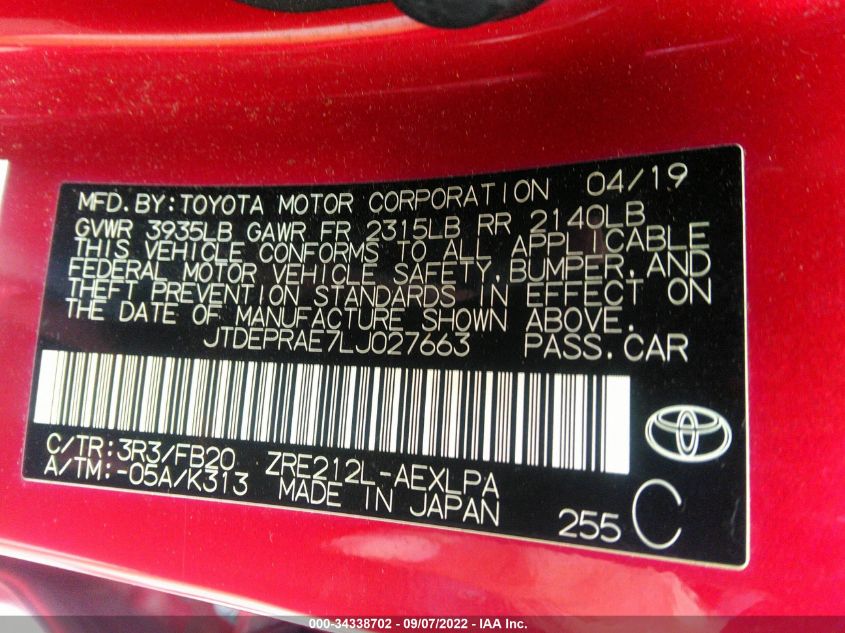 MFD.BY:TOYOTA MOTOR CORPORATION 04/19
GVWR 3935LB GAWR FR 2315LB RR 2140LB
THIS VEHICLE CONFORMS TO ALL APPLICABLE
FEDERAL MOTOR VEHICLE SAFETY,BUMPER,AND
THEFT PREVENTION STANDARDS IN EFFECT ON
THE DATE OF MANUFACTURE SHOWN ABOVE.
JTDEPRAE7LJ027663 PASS.CAR
C/TR:3R3/FB20 ZRE212L-AEXLPA
A/TM:-05A/K313 MADE IN JAPAN
255 C
000-34338702 - 09/07/2022 - IAA Inc.